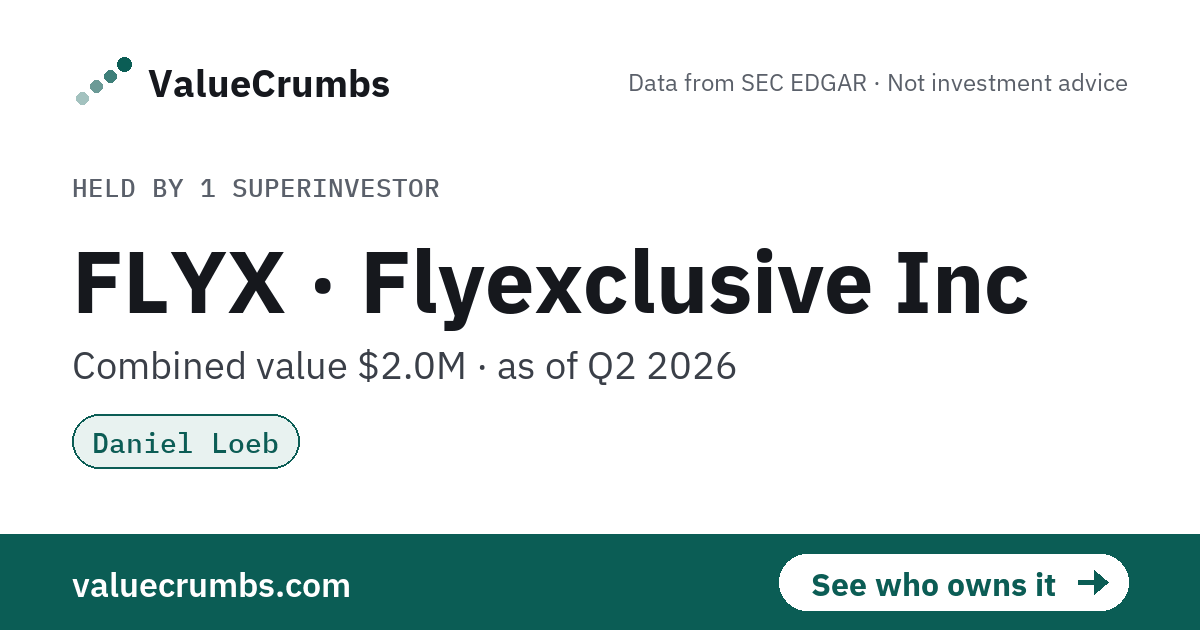 ValueCrumbs
Data from SEC EDGAR · Not investment advice
HELD BY 1 SUPERINVESTOR
FLYX · Flyexclusive Inc
Combined value $2.0M · as of Q2 2026
Daniel Loeb
valuecrumbs.com
See who owns it →